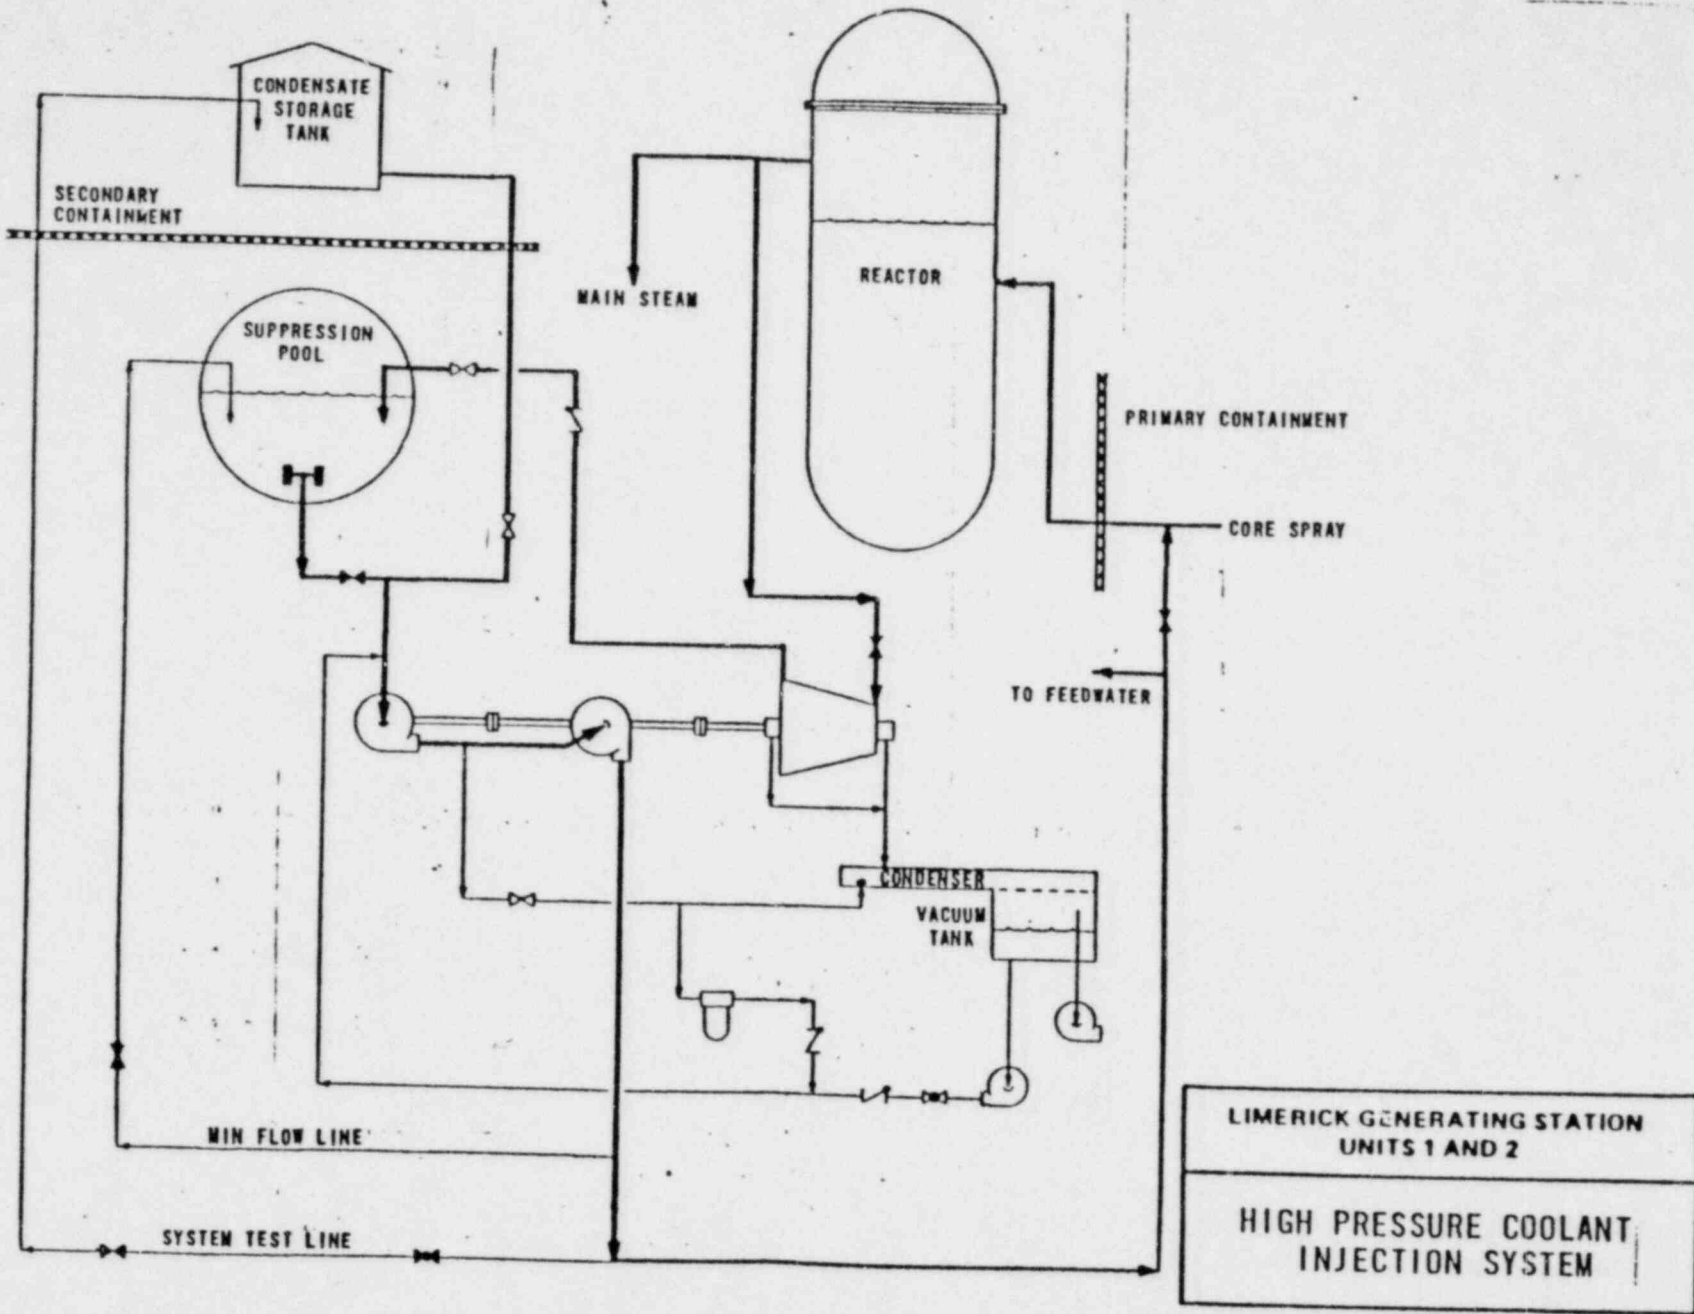 CONDENSATE
STORAGE
TANK
SECONDARY
CONTAINMENT
SUPPRESSION
POOL
MAIN STEAM
REACTOR
PRIMARY CONTAINMENT
CORE SPRAY
TO FEEDWATER
CONDENSER
VACUUM
TANK
MIN FLOW LINE
SYSTEM TEST LINE
LIMERICK GENERATING STATION
UNITS 1 AND 2
HIGH PRESSURE COOLANT
INJECTION SYSTEM